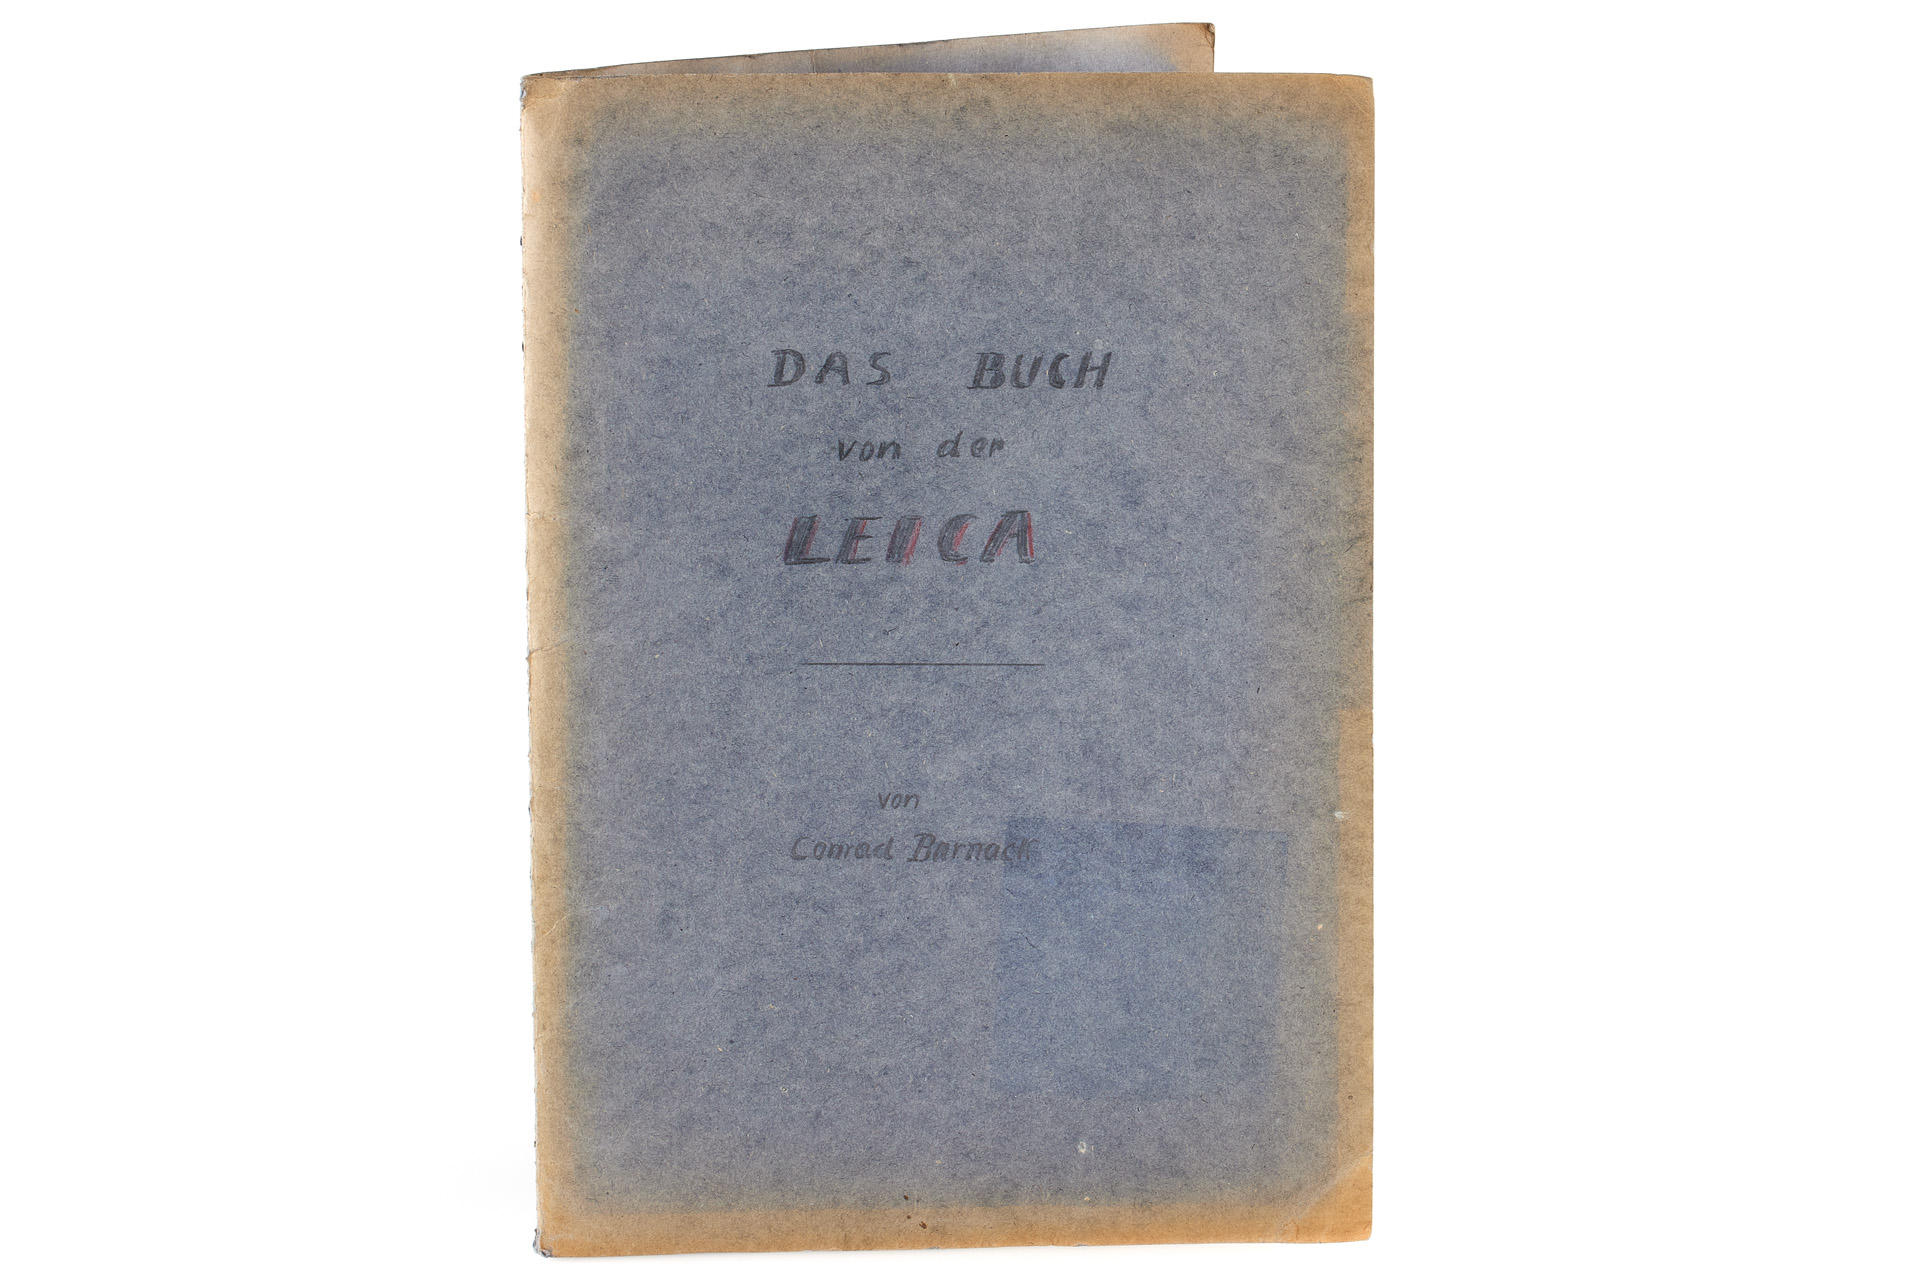 DAS BUCH
von der
LEICA
von
Conrad Barnack